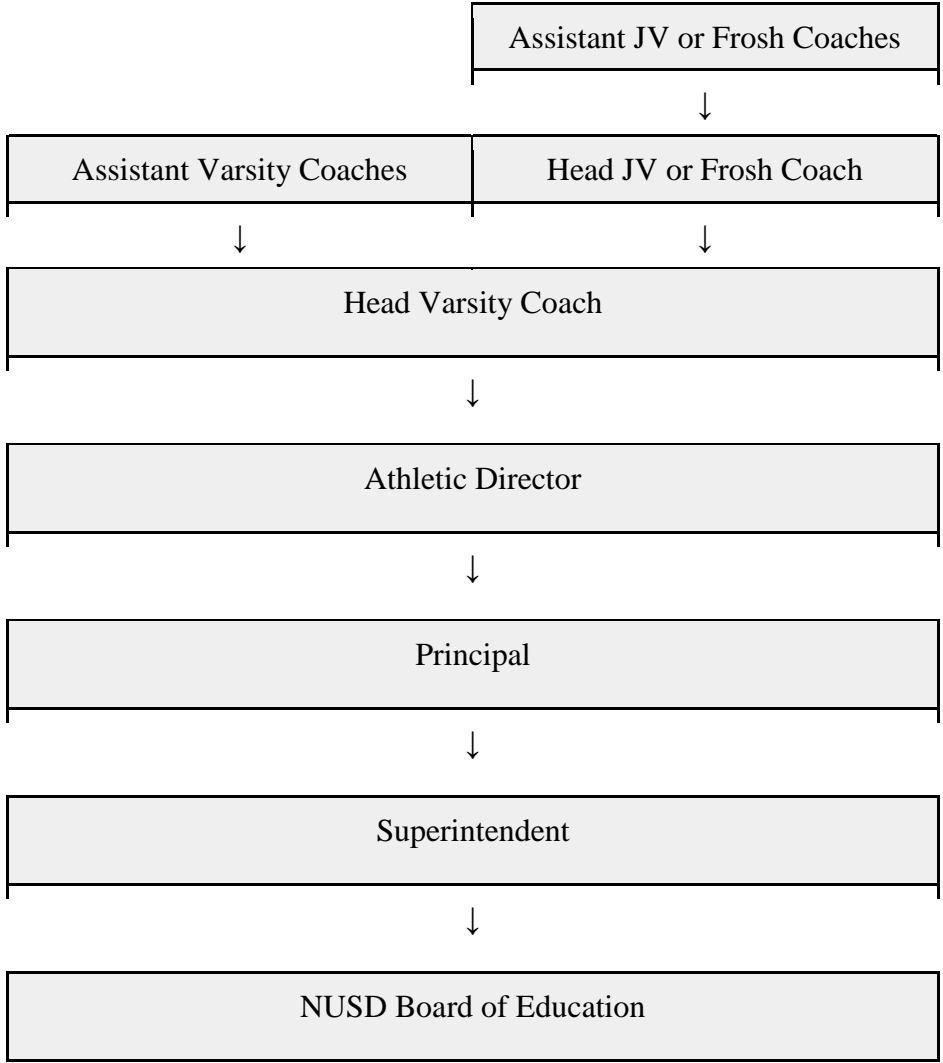 Assistant JV or Frosh Coaches
↓
Assistant Varsity Coaches
Head JV or Frosh Coach
↓ ↓
Head Varsity Coach
↓
Athletic Director
↓
Principal
↓
Superintendent
↓
NUSD Board of Education